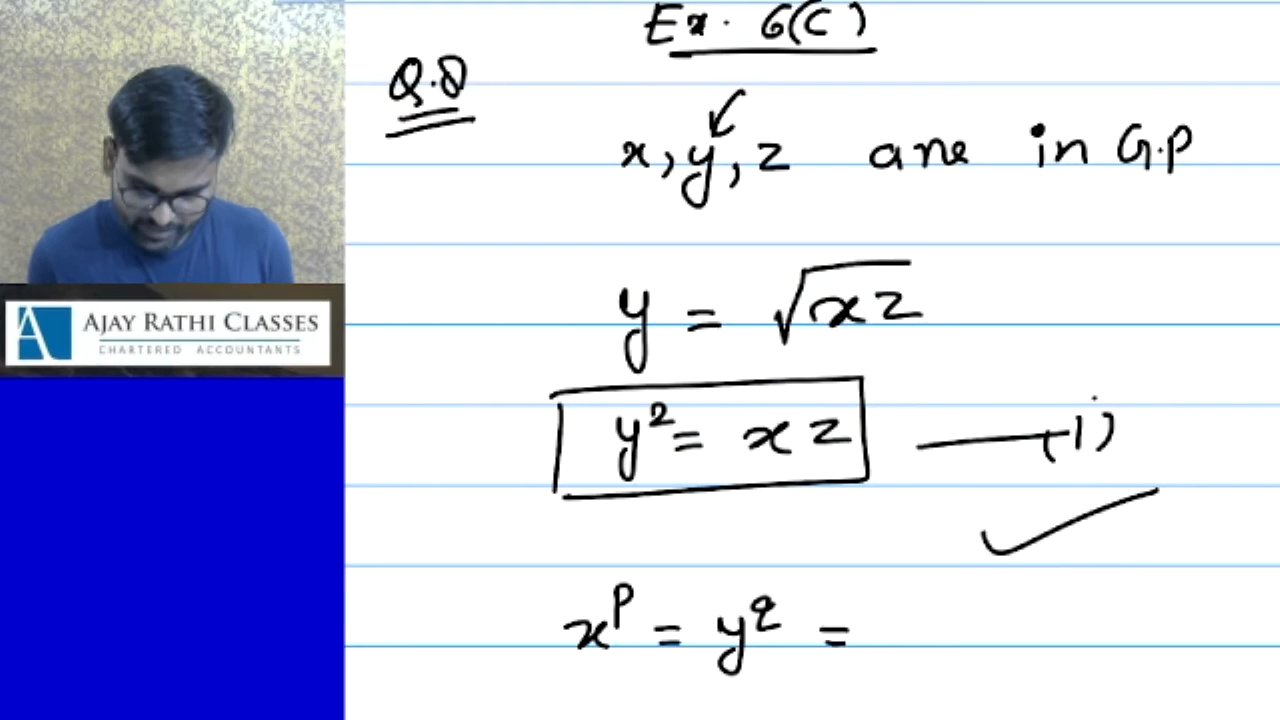 Ex. 6(C)
Q.8
x, y, z are in G.P
y = √xz
y² = xz —(i)
x^p = y^q =
AJAY RATHI CLASSES
CHARTERED ACCOUNTANTS